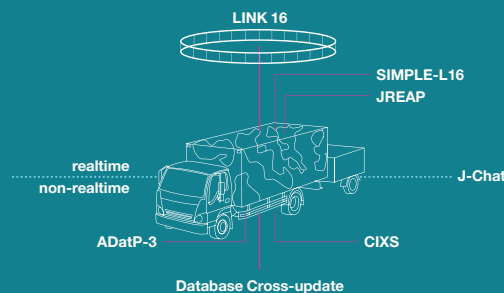 LINK 16
SIMPLE-L16
JREAP
realtime
non-realtime
J-Chat
ADatP-3
CIXS
Database Cross-update